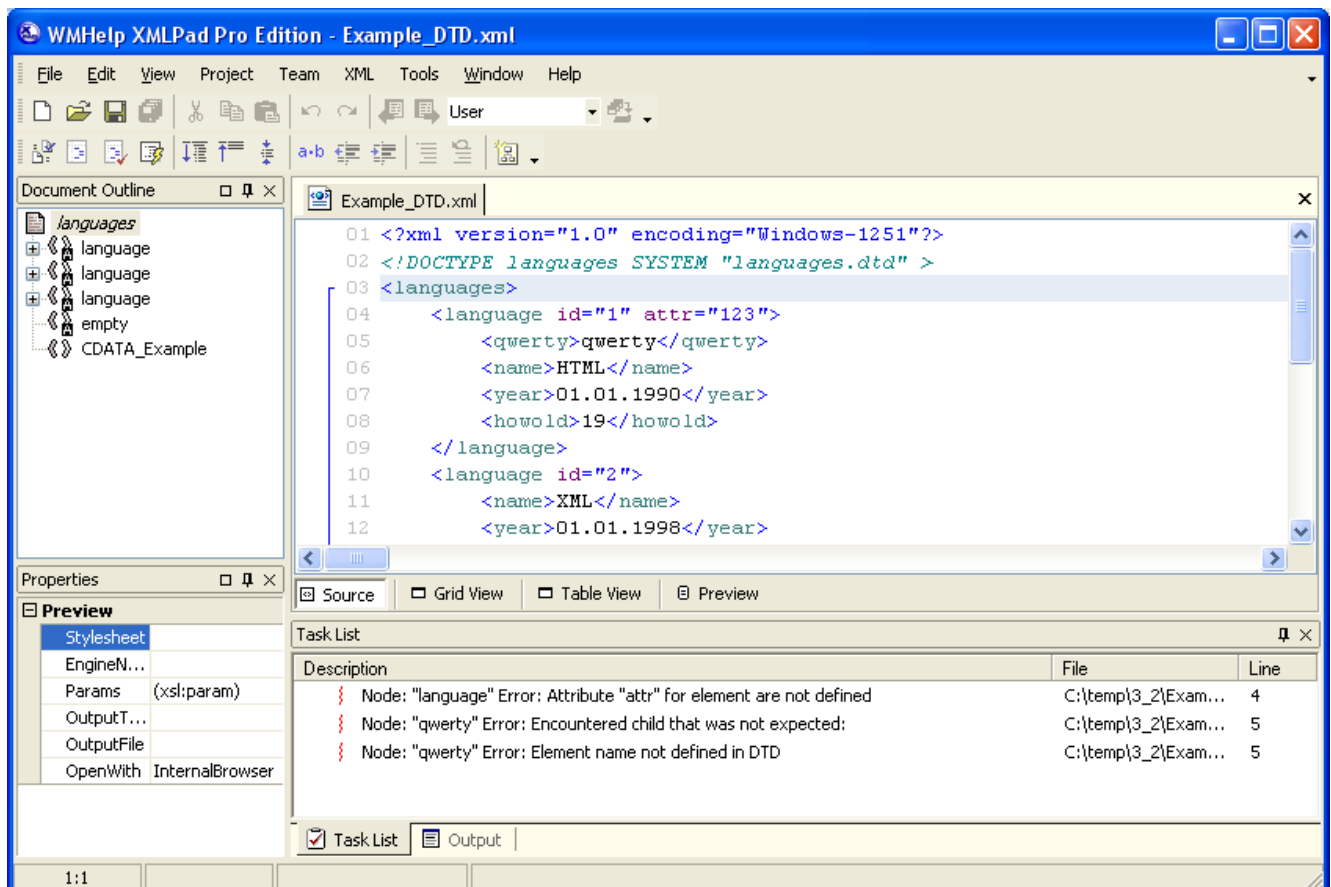 WMHelp XMLPad Pro Edition - Example_DTD.xml
File Edit View Project Team XML Tools Window Help
User
a•b
Document Outline
languages
language
language
language
empty
CDATA_Example
Example_DTD.xml
01 <?xml version="1.0" encoding="Windows-1251"?>
02 <!DOCTYPE languages SYSTEM "languages.dtd" >
03 <languages>
04 <language id="1" attr="123">
05 <qwerty>qwerty</qwerty>
06 <name>HTML</name>
07 <year>01.01.1990</year>
08 <howold>19</howold>
09 </language>
10 <language id="2">
11 <name>XML</name>
12 <year>01.01.1998</year>
Source Grid View Table View Preview
Properties
Preview
Stylesheet
EngineN...
Params (xsl:param)
OutputT...
OutputFile
OpenWith InternalBrowser
Task List
Description File Line
Node: "language" Error: Attribute "attr" for element are not defined C:\temp\3_2\Exam... 4
Node: "qwerty" Error: Encountered child that was not expected: C:\temp\3_2\Exam... 5
Node: "qwerty" Error: Element name not defined in DTD C:\temp\3_2\Exam... 5
Task List Output
1:1